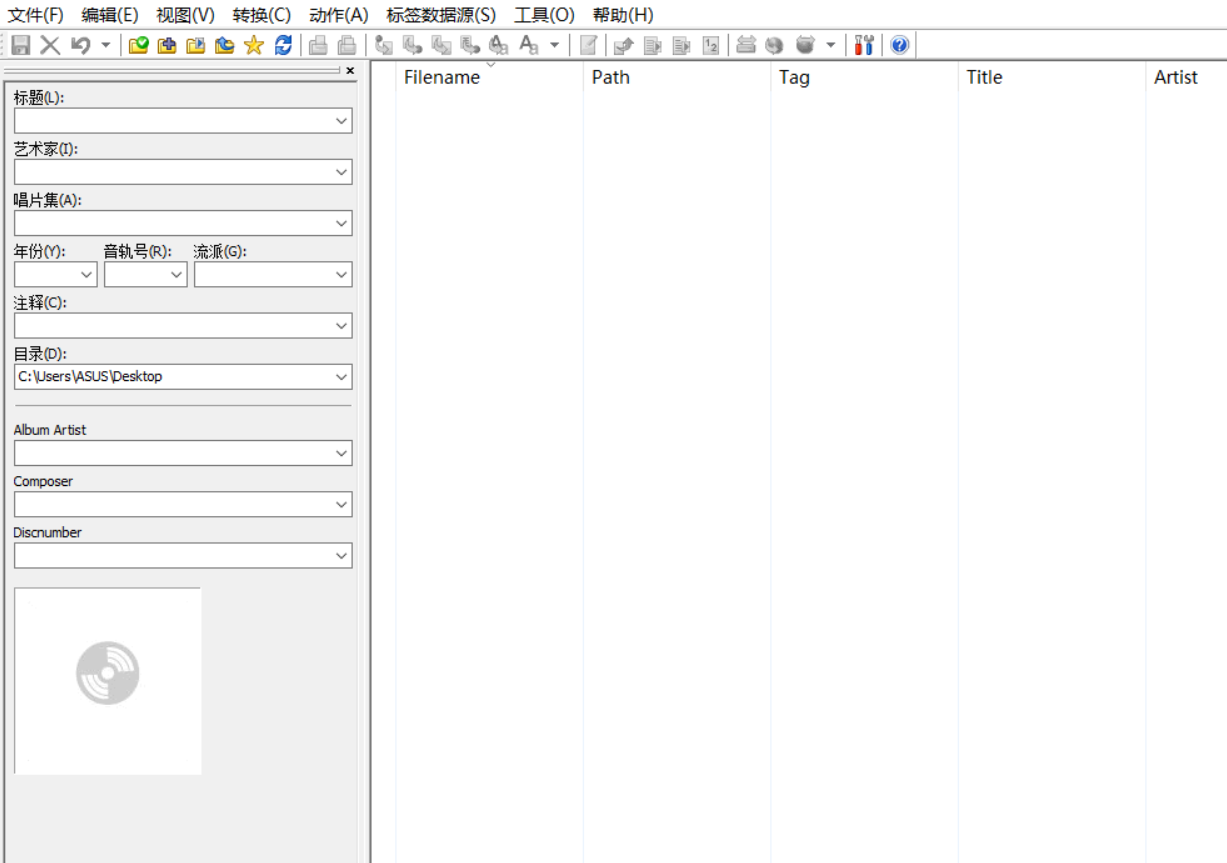 文件(F) 编辑(E) 视图(V) 转换(C) 动作(A) 标签数据源(S) 工具(O) 帮助(H)
Filename Path Tag Title Artist
标题(L):
艺术家(I):
唱片集(A):
年份(Y): 音轨号(R): 流派(G):
注释(C):
目录(D):
C:\Users\ASUS\Desktop
Album Artist
Composer
Discnumber